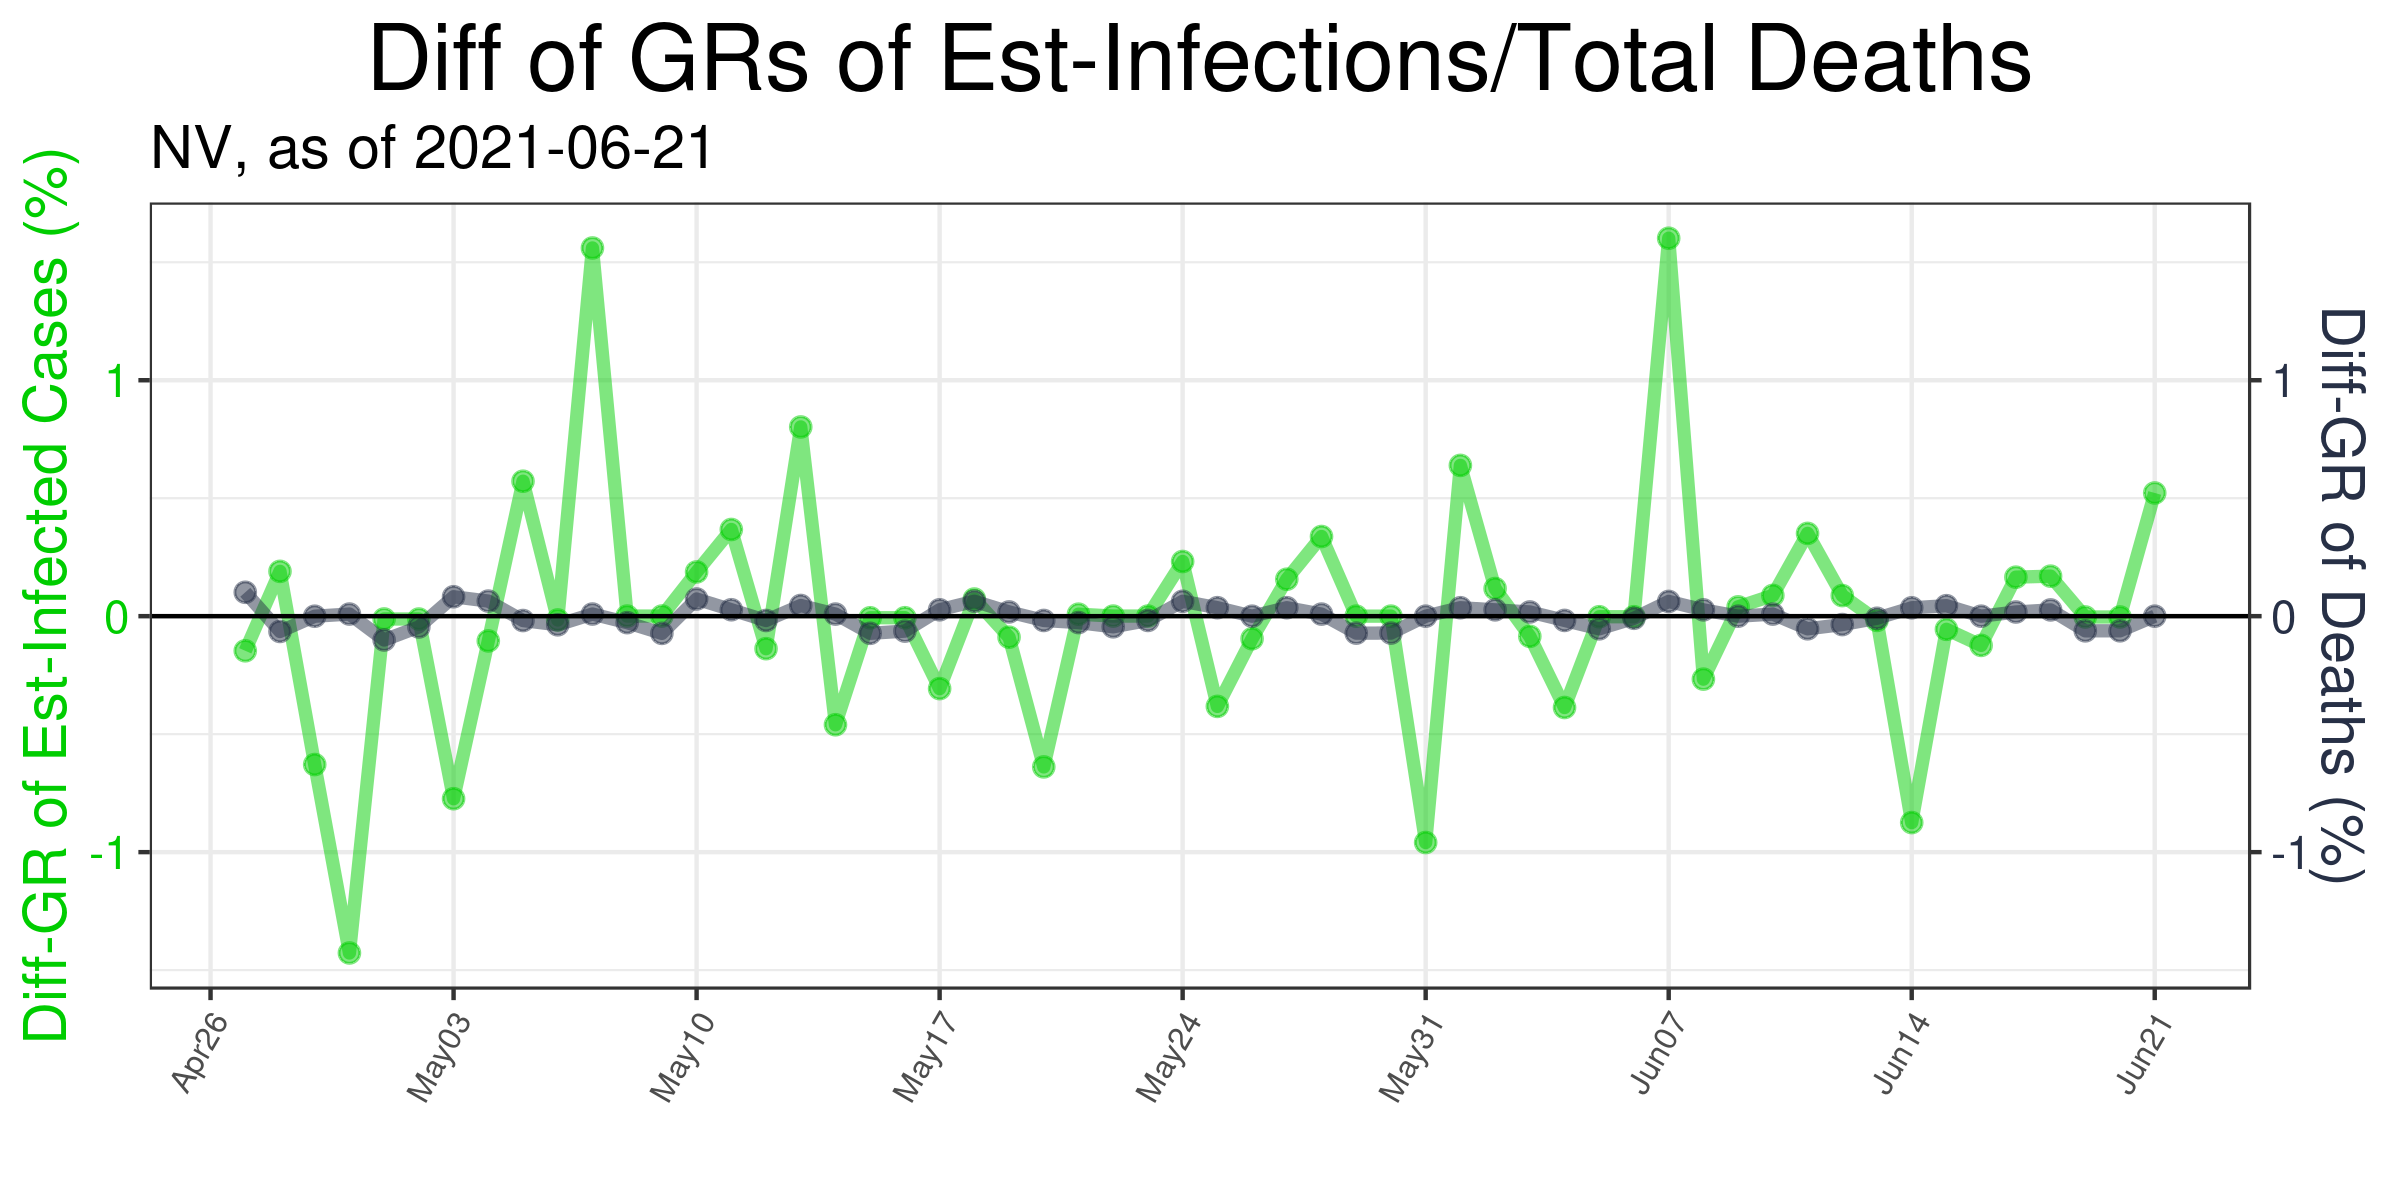 Diff of GRs of Est-Infections/Total Deaths
NV, as of 2021-06-21
Diff-GR of Est-Infected Cases (%)
1
0
-1
1
0
-1
Diff-GR of Deaths (%)
Apr26
May03
May10
May17
May24
May31
Jun07
Jun14
Jun21